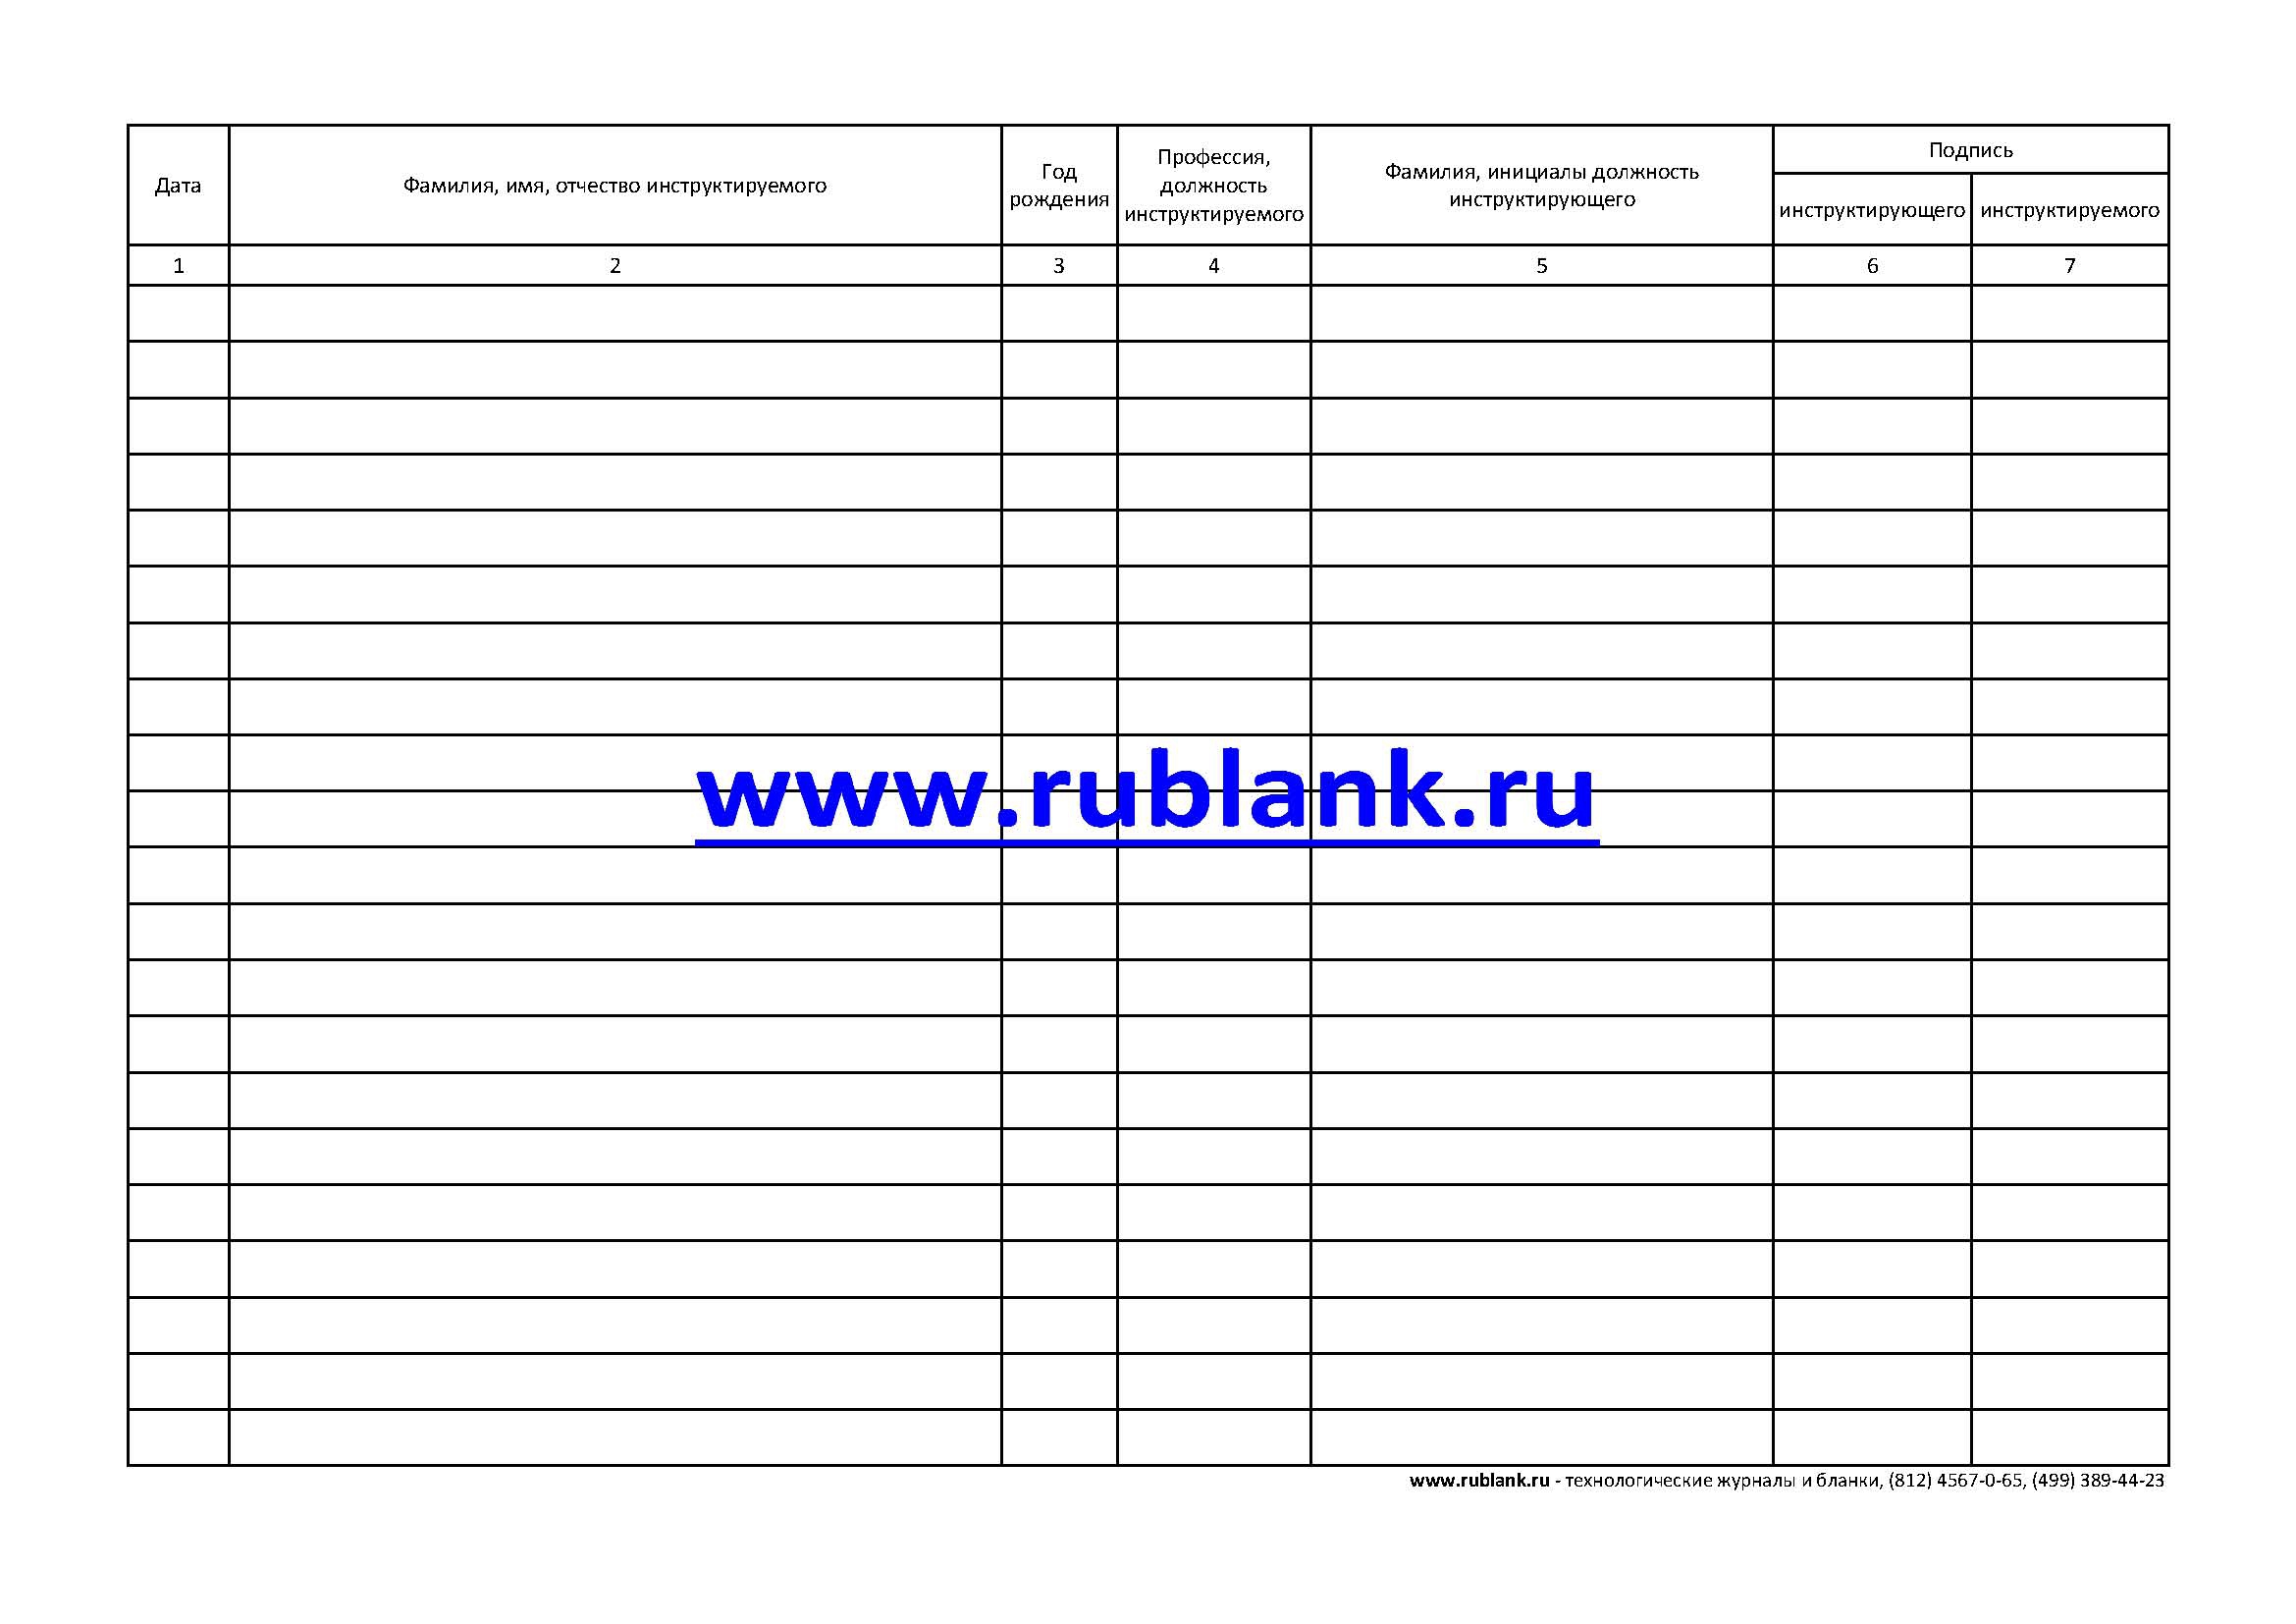 Дата
Фамилия, имя, отчество инструктируемого
Год
рождения
Профессия,
должность
инструктируемого
Фамилия, инициалы должность
инструктирующего
Подпись
инструктирующего
инструктируемого
1 2 3 4 5 6 7
www.rublank.ru
www.rublank.ru - технологические журналы и бланки, (812) 4567-0-65, (499) 389-44-23